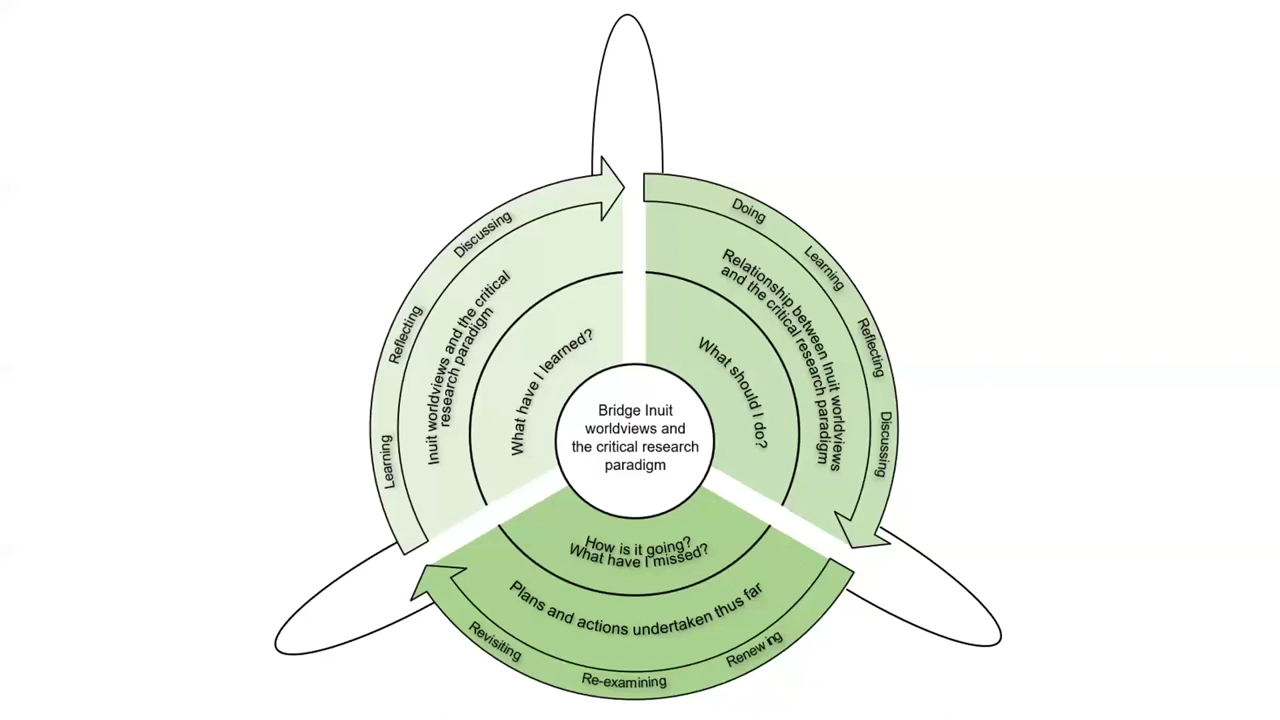 Discussing
Reflecting
Learning
Inuit worldviews and the critical
research paradigm
What have I learned?
Doing
Learning
Reflecting
Discussing
Relationship between Inuit worldviews
and the critical research paradigm
What should I do?
Bridge Inuit
worldviews and
the critical research
paradigm
How is it going?
What have I missed?
Plans and actions undertaken thus far
Renewing
Re-examining
Revisiting